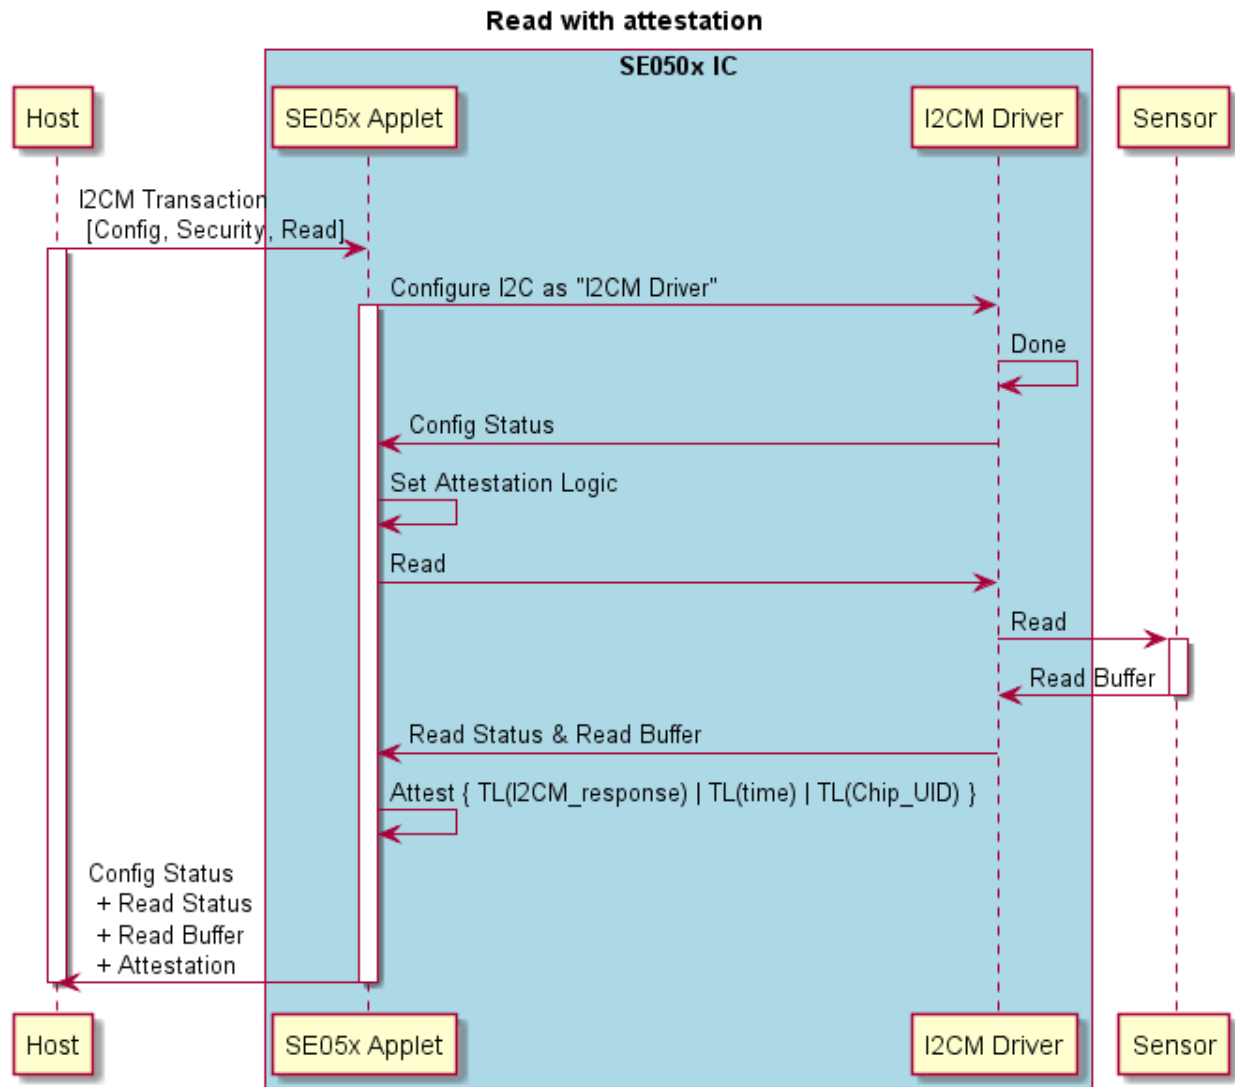 Read with attestation
SE050x IC
Host
SE05x Applet
I2CM Driver
Sensor
I2CM Transaction
[Config, Security, Read]
Configure I2C as "I2CM Driver"
Done
Config Status
Set Attestation Logic
Read
Read
Read Buffer
Read Status & Read Buffer
Attest { TL(I2CM_response) | TL(time) | TL(Chip_UID) }
Config Status
+ Read Status
+ Read Buffer
+ Attestation
Host
SE05x Applet
I2CM Driver
Sensor